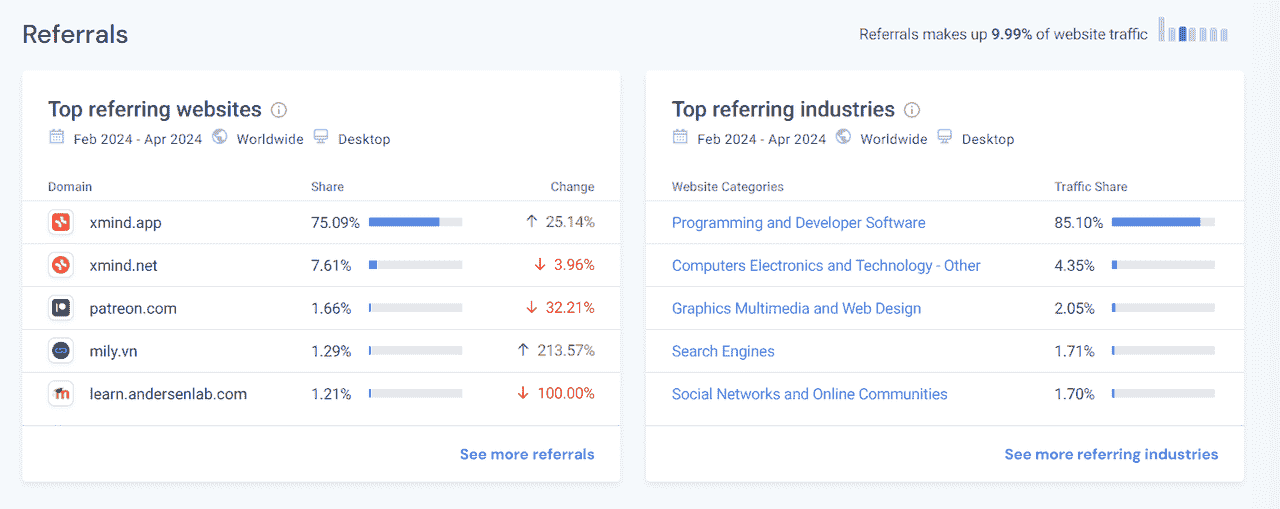 Referrals
Referrals makes up 9.99% of website traffic
Top referring websites
Feb 2024 - Apr 2024 Worldwide Desktop
Domain Share Change
xmind.app 75.09% ↑ 25.14%
xmind.net 7.61% ↓ 3.96%
patreon.com 1.66% ↓ 32.21%
mily.vn 1.29% ↑ 213.57%
learn.andersenlab.com 1.21% ↓ 100.00%
See more referrals
Top referring industries
Feb 2024 - Apr 2024 Worldwide Desktop
Website Categories Traffic Share
Programming and Developer Software 85.10%
Computers Electronics and Technology - Other 4.35%
Graphics Multimedia and Web Design 2.05%
Search Engines 1.71%
Social Networks and Online Communities 1.70%
See more referring industries